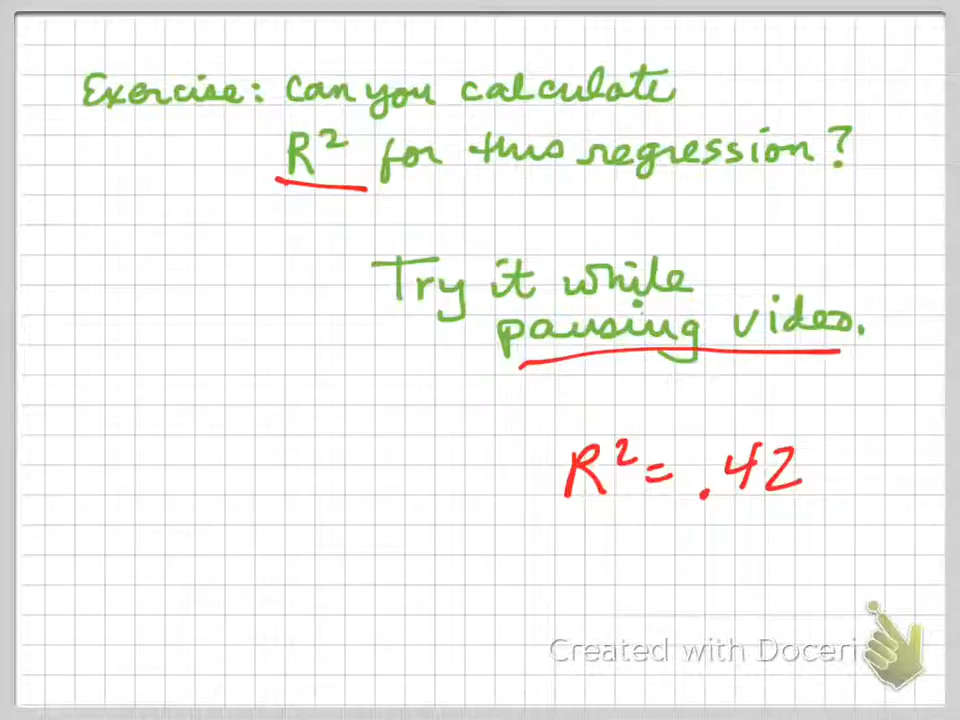 Exercise: Can you calculate
R² for this regression?
Try it while
pausing video.
R² = .42
Created with Doceri